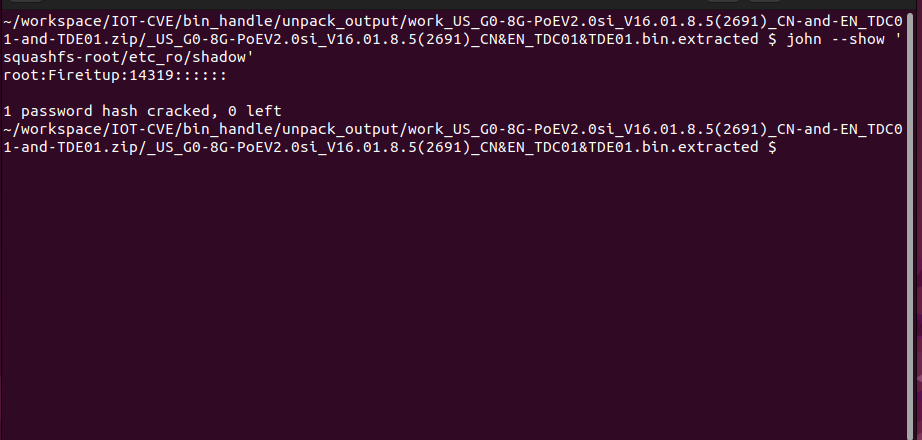 ~/workspace/IOT-CVE/bin_handle/unpack_output/work_US_G0-8G-PoEV2.0si_V16.01.8.5(2691)_CN-and-EN_TDC0
1-and-TDE01.zip/_US_G0-8G-PoEV2.0si_V16.01.8.5(2691)_CN&EN_TDC01&TDE01.bin.extracted $ john --show '
squashfs-root/etc_ro/shadow'
root:Fireitup:14319::::::
1 password hash cracked, 0 left
~/workspace/IOT-CVE/bin_handle/unpack_output/work_US_G0-8G-PoEV2.0si_V16.01.8.5(2691)_CN-and-EN_TDC0
1-and-TDE01.zip/_US_G0-8G-PoEV2.0si_V16.01.8.5(2691)_CN&EN_TDC01&TDE01.bin.extracted $